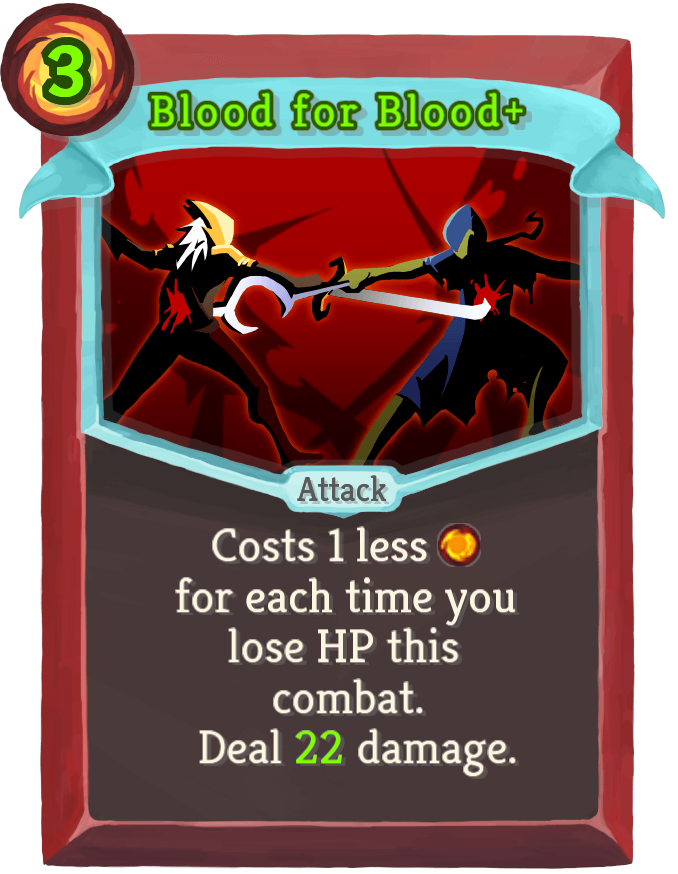 3
Blood for Blood+
Attack
Costs 1 less
for each time you
lose HP this
combat.
Deal 22 damage.